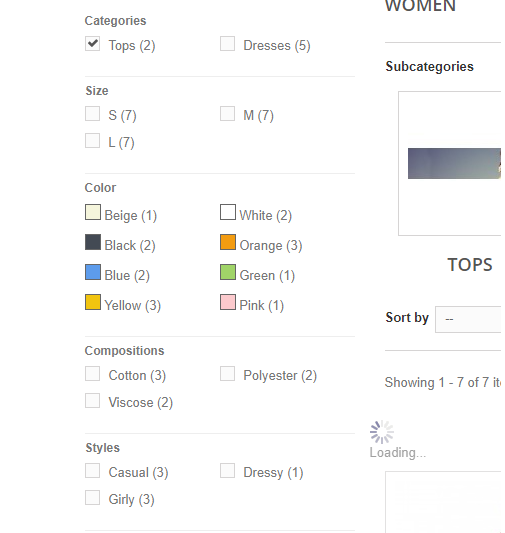 Categories
Tops (2)
Dresses (5)
Size
S (7)
M (7)
L (7)
Color
Beige (1)
White (2)
Black (2)
Orange (3)
Blue (2)
Green (1)
Yellow (3)
Pink (1)
Compositions
Cotton (3)
Polyester (2)
Viscose (2)
Styles
Casual (3)
Dressy (1)
Girly (3)
WOMEN
Subcategories
TOPS
Sort by --
Showing 1 - 7 of 7 ite
Loading...